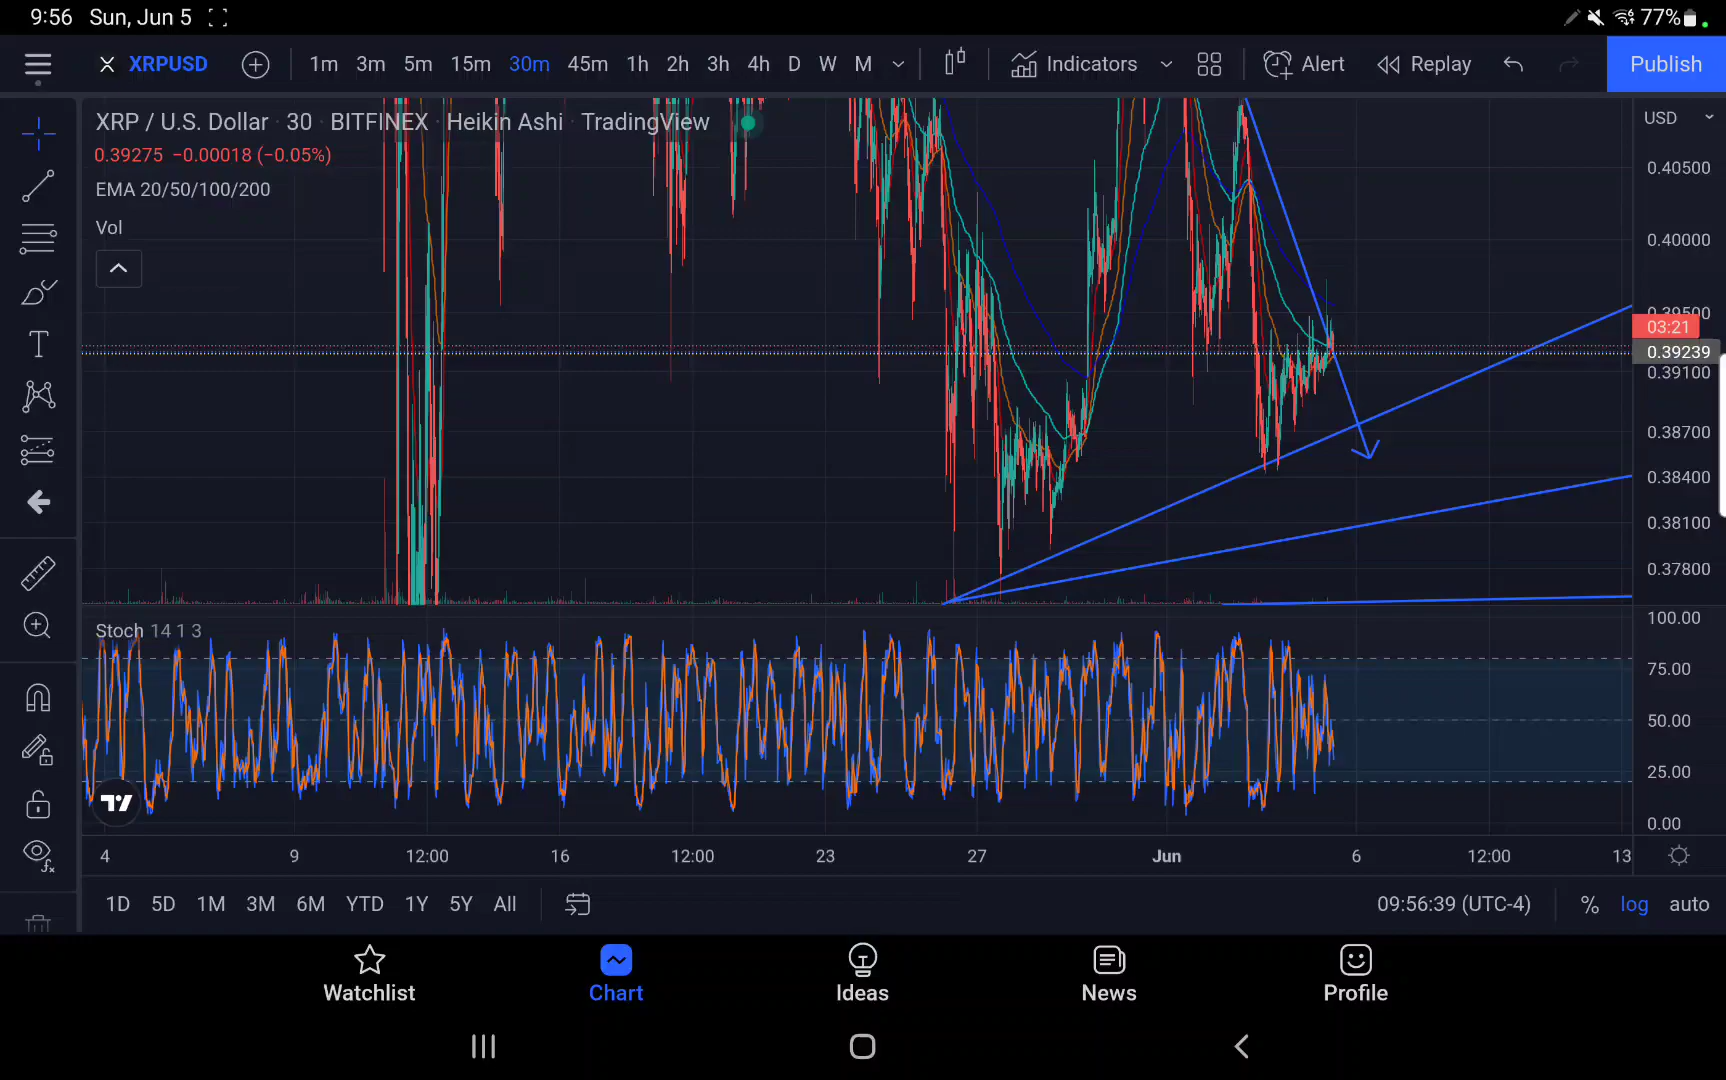 9:56 Sun, Jun 5 77%
XRPUSD 1m 3m 5m 15m 30m 45m 1h 2h 3h 4h D W M Indicators Alert Replay Publish
XRP / U.S. Dollar · 30 · BITFINEX · Heikin Ashi · TradingView
USD
0.39275 −0.00018 (−0.05%)
EMA 20/50/100/200
Vol
0.40500
0.40000
0.39500
03:21
0.39239
0.39100
0.38700
0.38400
0.38100
0.37800
Stoch 14 1 3
100.00
75.00
50.00
25.00
0.00
4 9 12:00 16 12:00 23 27 Jun 6 12:00 13
1D 5D 1M 3M 6M YTD 1Y 5Y All 09:56:39 (UTC-4) % log auto
Watchlist Chart Ideas News Profile